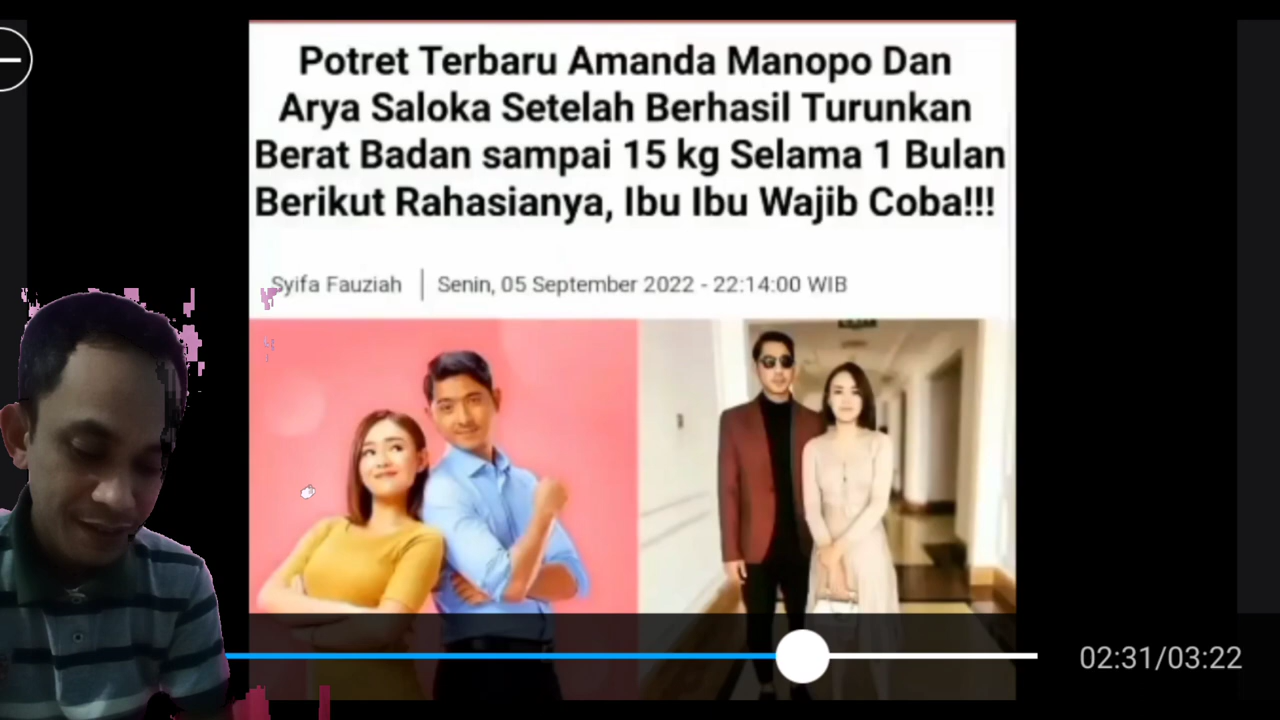 Potret Terbaru Amanda Manopo Dan
Arya Saloka Setelah Berhasil Turunkan
Berat Badan sampai 15 kg Selama 1 Bulan
Berikut Rahasianya, Ibu Ibu Wajib Coba!!!
Syifa Fauziah | Senin, 05 September 2022 - 22:14:00 WIB
02:31/03:22